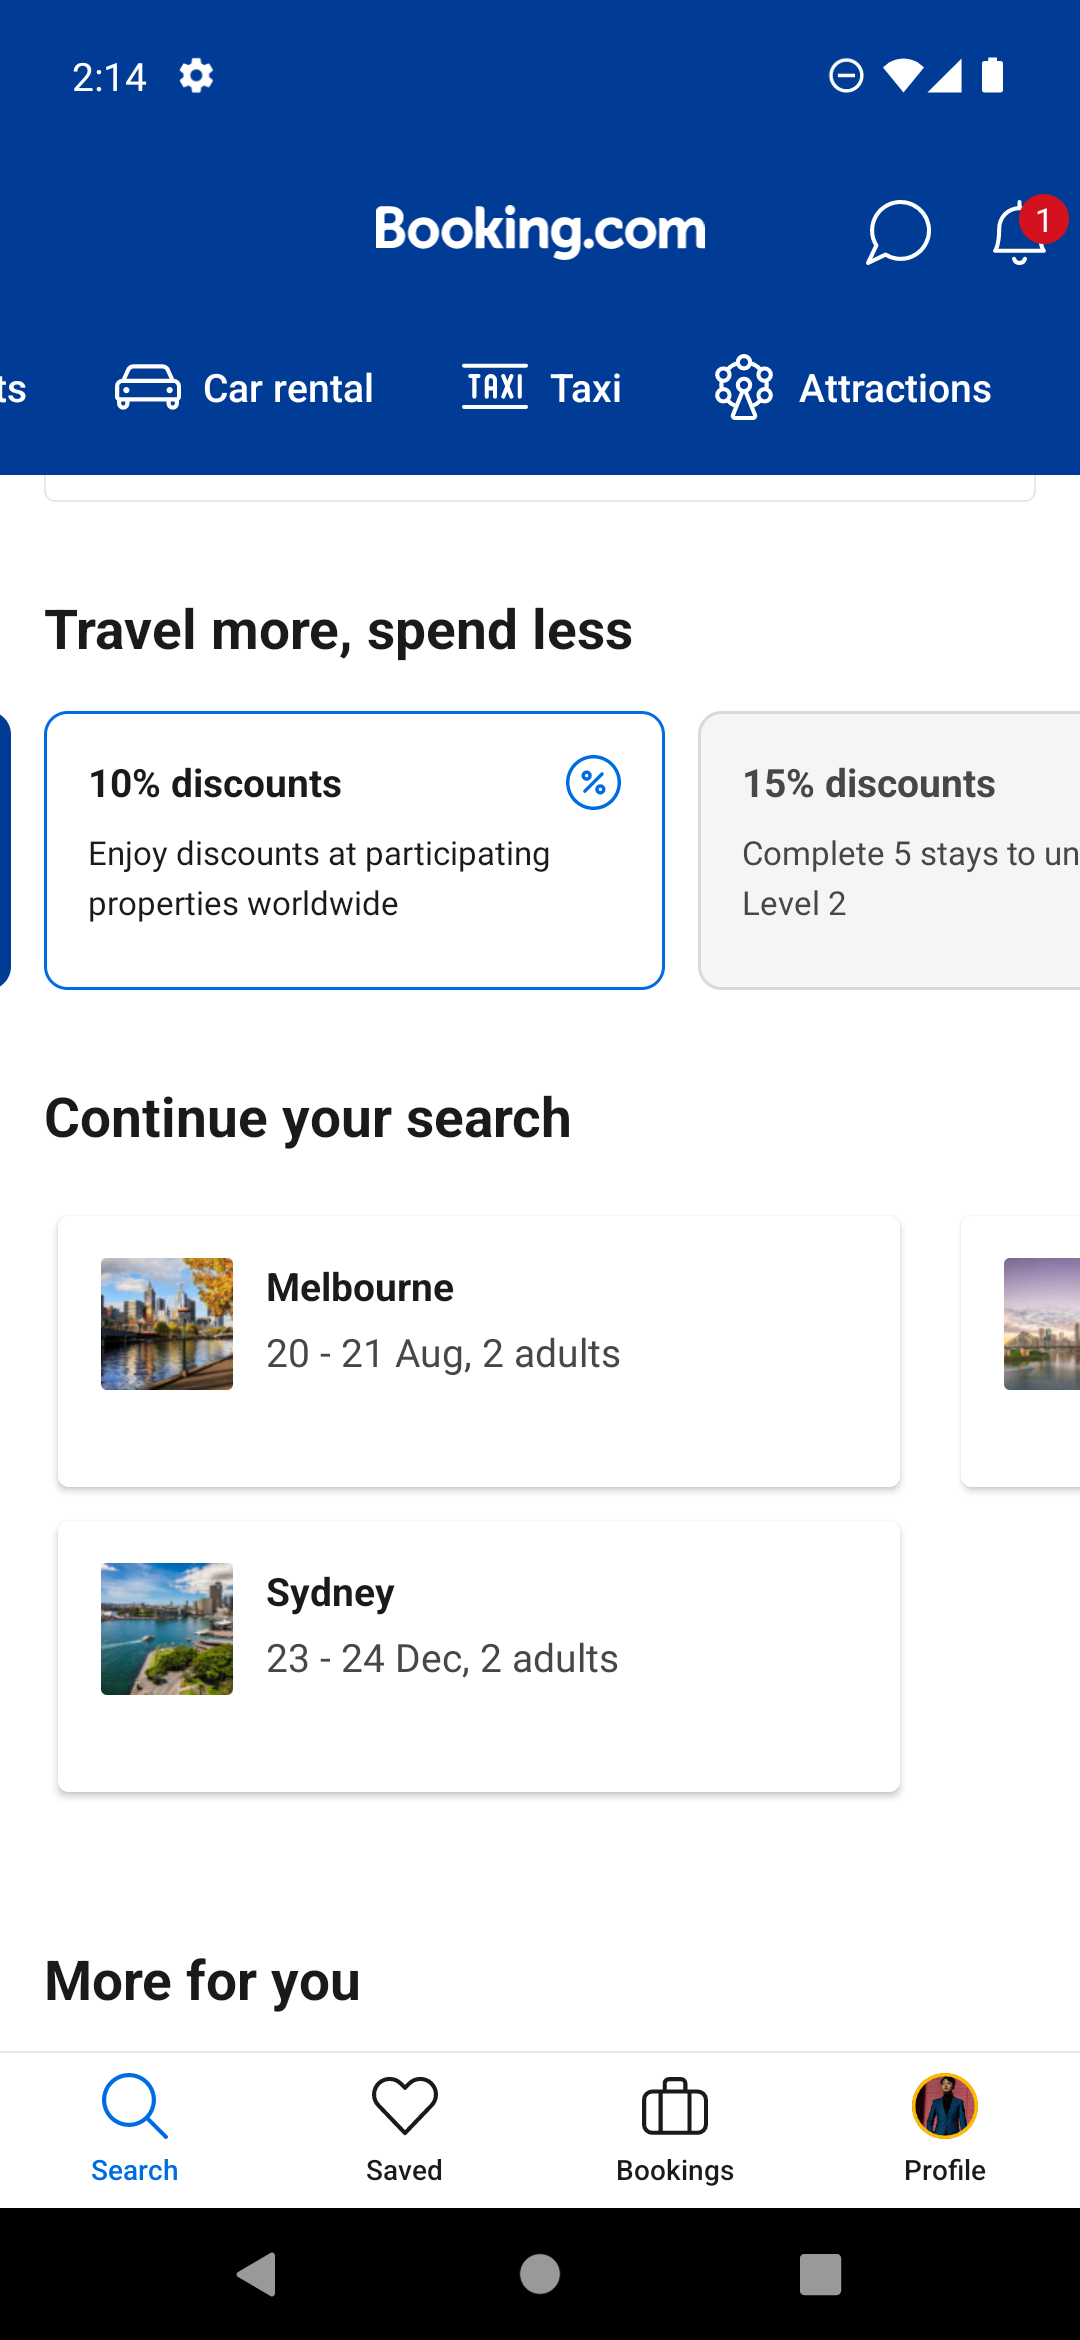 2:14
Booking.com
1
ts
Car rental
TAXI
Taxi
Attractions
Travel more, spend less
10% discounts
Enjoy discounts at participating
properties worldwide
15% discounts
Complete 5 stays to un
Level 2
Continue your search
Melbourne
20 - 21 Aug, 2 adults
Sydney
23 - 24 Dec, 2 adults
More for you
Search
Saved
Bookings
Profile